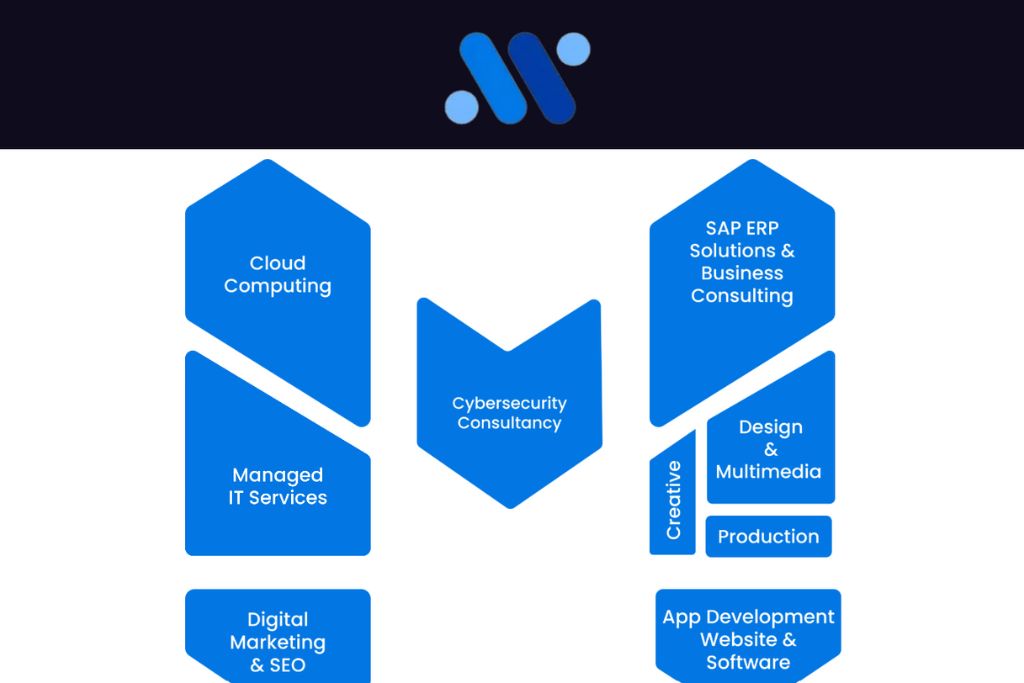 Cloud
Computing
SAP ERP
Solutions &
Business
Consulting
Cybersecurity
Consultancy
Managed
IT Services
Creative
Design
&
Multimedia
Production
Digital
Marketing
& SEO
App Development
Website &
Software